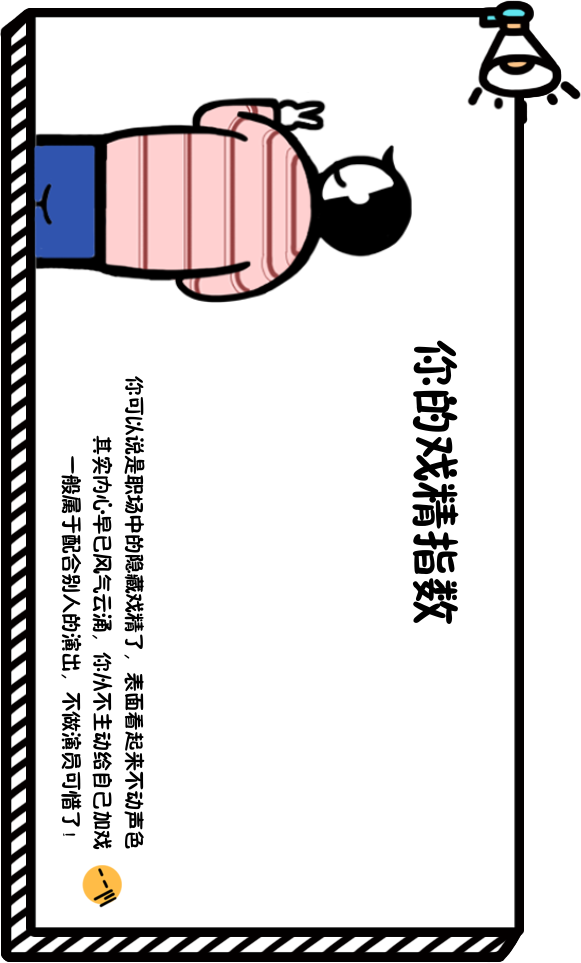 你的戏精指数
你可以说是职场中的隐藏戏精了，表面看起来不动声色
其实内心早已风气云涌，你从不主动给自己加戏
一般属于配合别人的演出，不做演员可惜了！